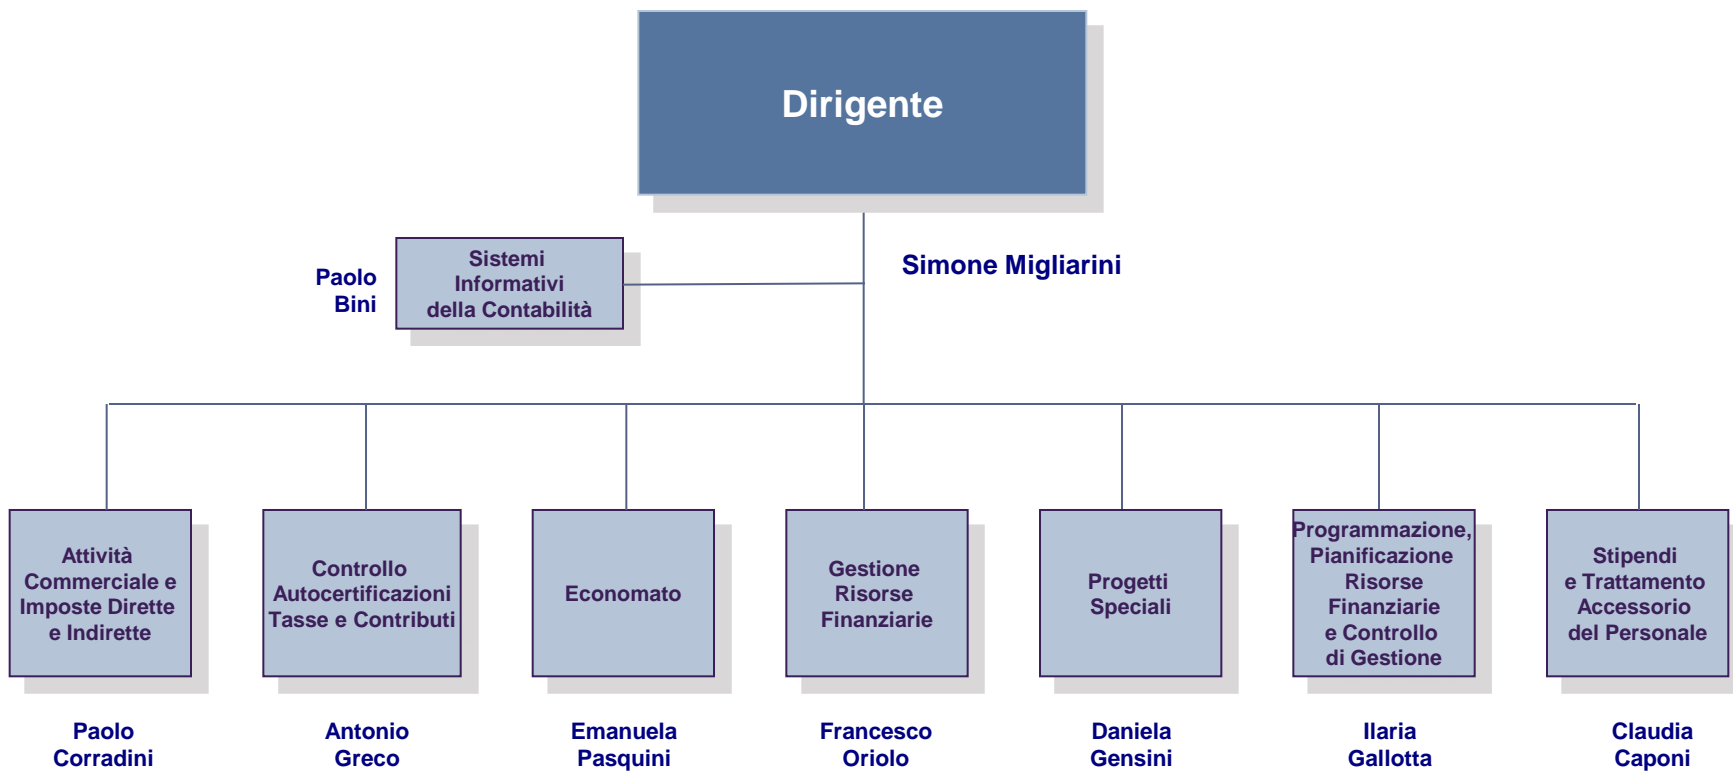 Dirigente
Simone Migliarini
Paolo
Bini
Sistemi
Informativi
della Contabilità
Attività
Commerciale e
Imposte Dirette
e Indirette
Paolo
Corradini
Controllo
Autocertificazioni
Tasse e Contributi
Antonio
Greco
Economato
Emanuela
Pasquini
Gestione
Risorse
Finanziarie
Francesco
Oriolo
Progetti
Speciali
Daniela
Gensini
Programmazione,
Pianificazione
Risorse
Finanziarie
e Controllo
di Gestione
Ilaria
Gallotta
Stipendi
e Trattamento
Accessorio
del Personale
Claudia
Caponi